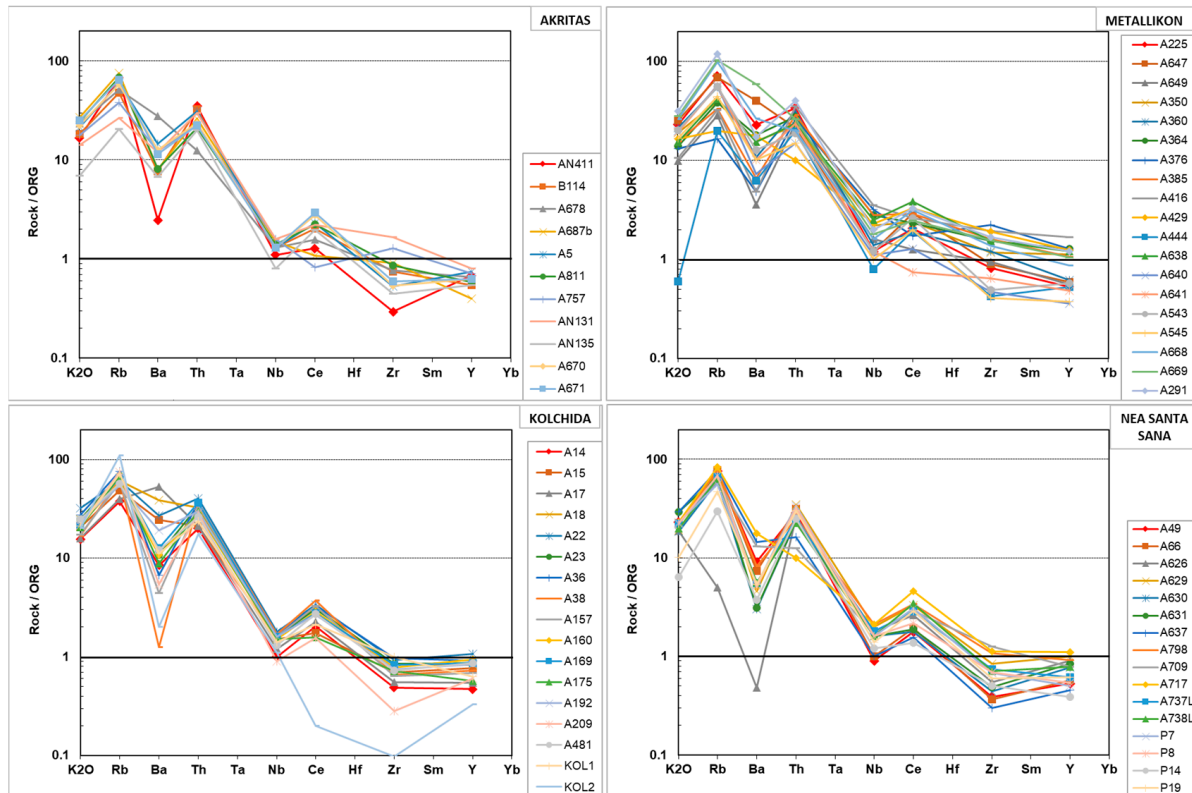 AKRITAS
Rock / ORG
100
10
1
0.1
K2O Rb Ba Th Ta Nb Ce Hf Zr Sm Y Yb
AN411
B114
A678
A687b
A5
A811
A757
AN131
AN135
A670
A671
METALLIKON
Rock / ORG
100
10
1
0.1
K2O Rb Ba Th Ta Nb Ce Hf Zr Sm Y Yb
A225
A647
A649
A350
A360
A364
A376
A385
A416
A429
A444
A638
A640
A641
A543
A545
A668
A669
A291
KOLCHIDA
Rock / ORG
100
10
1
0.1
K2O Rb Ba Th Ta Nb Ce Hf Zr Sm Y Yb
A14
A15
A17
A18
A22
A23
A36
A38
A157
A160
A169
A175
A192
A209
A481
KOL1
KOL2
NEA SANTA
SANA
Rock / ORG
100
10
1
0.1
K2O Rb Ba Th Ta Nb Ce Hf Zr Sm Y Yb
A49
A66
A626
A629
A630
A631
A637
A798
A709
A717
A737L
A738L
P7
P8
P14
P19